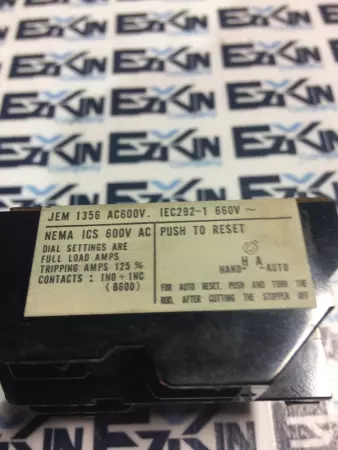 EZIKIN
JEM 1356 AC600V. IEC292-1 660V ~
NEMA ICS 600V AC
DIAL SETTINGS ARE
FULL LOAD AMPS
TRIPPING AMPS 125 %
CONTACTS : 1NO + 1NC
(B600)
PUSH TO RESET
H A
HAND AUTO
FOR AUTO RESET, PUSH AND TURN THE
ROD, AFTER CUTTING THE STOPPER OFF